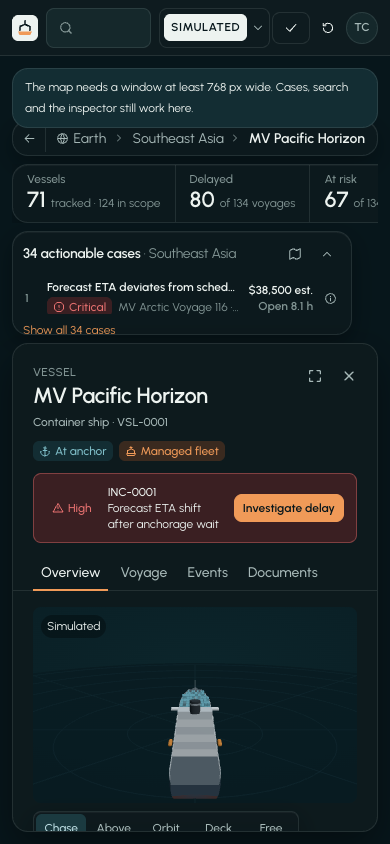 SIMULATED
TC
The map needs a window at least 768 px wide. Cases, search
and the inspector still work here.
Earth
Southeast Asia
MV Pacific Horizon
Vessels
71 tracked · 124 in scope
Delayed
80 of 134 voyages
At risk
67 of 134
34 actionable cases · Southeast Asia
1
Forecast ETA deviates from sched…
$38,500 est.
Critical
MV Arctic Voyage 116 ·…
Open 8.1 h
Show all 34 cases
VESSEL
MV Pacific Horizon
Container ship · VSL-0001
At anchor
Managed fleet
High
INC-0001
Forecast ETA shift
after anchorage wait
Investigate delay
Overview
Voyage
Events
Documents
Simulated
Chase
Above
Orbit
Deck
Free